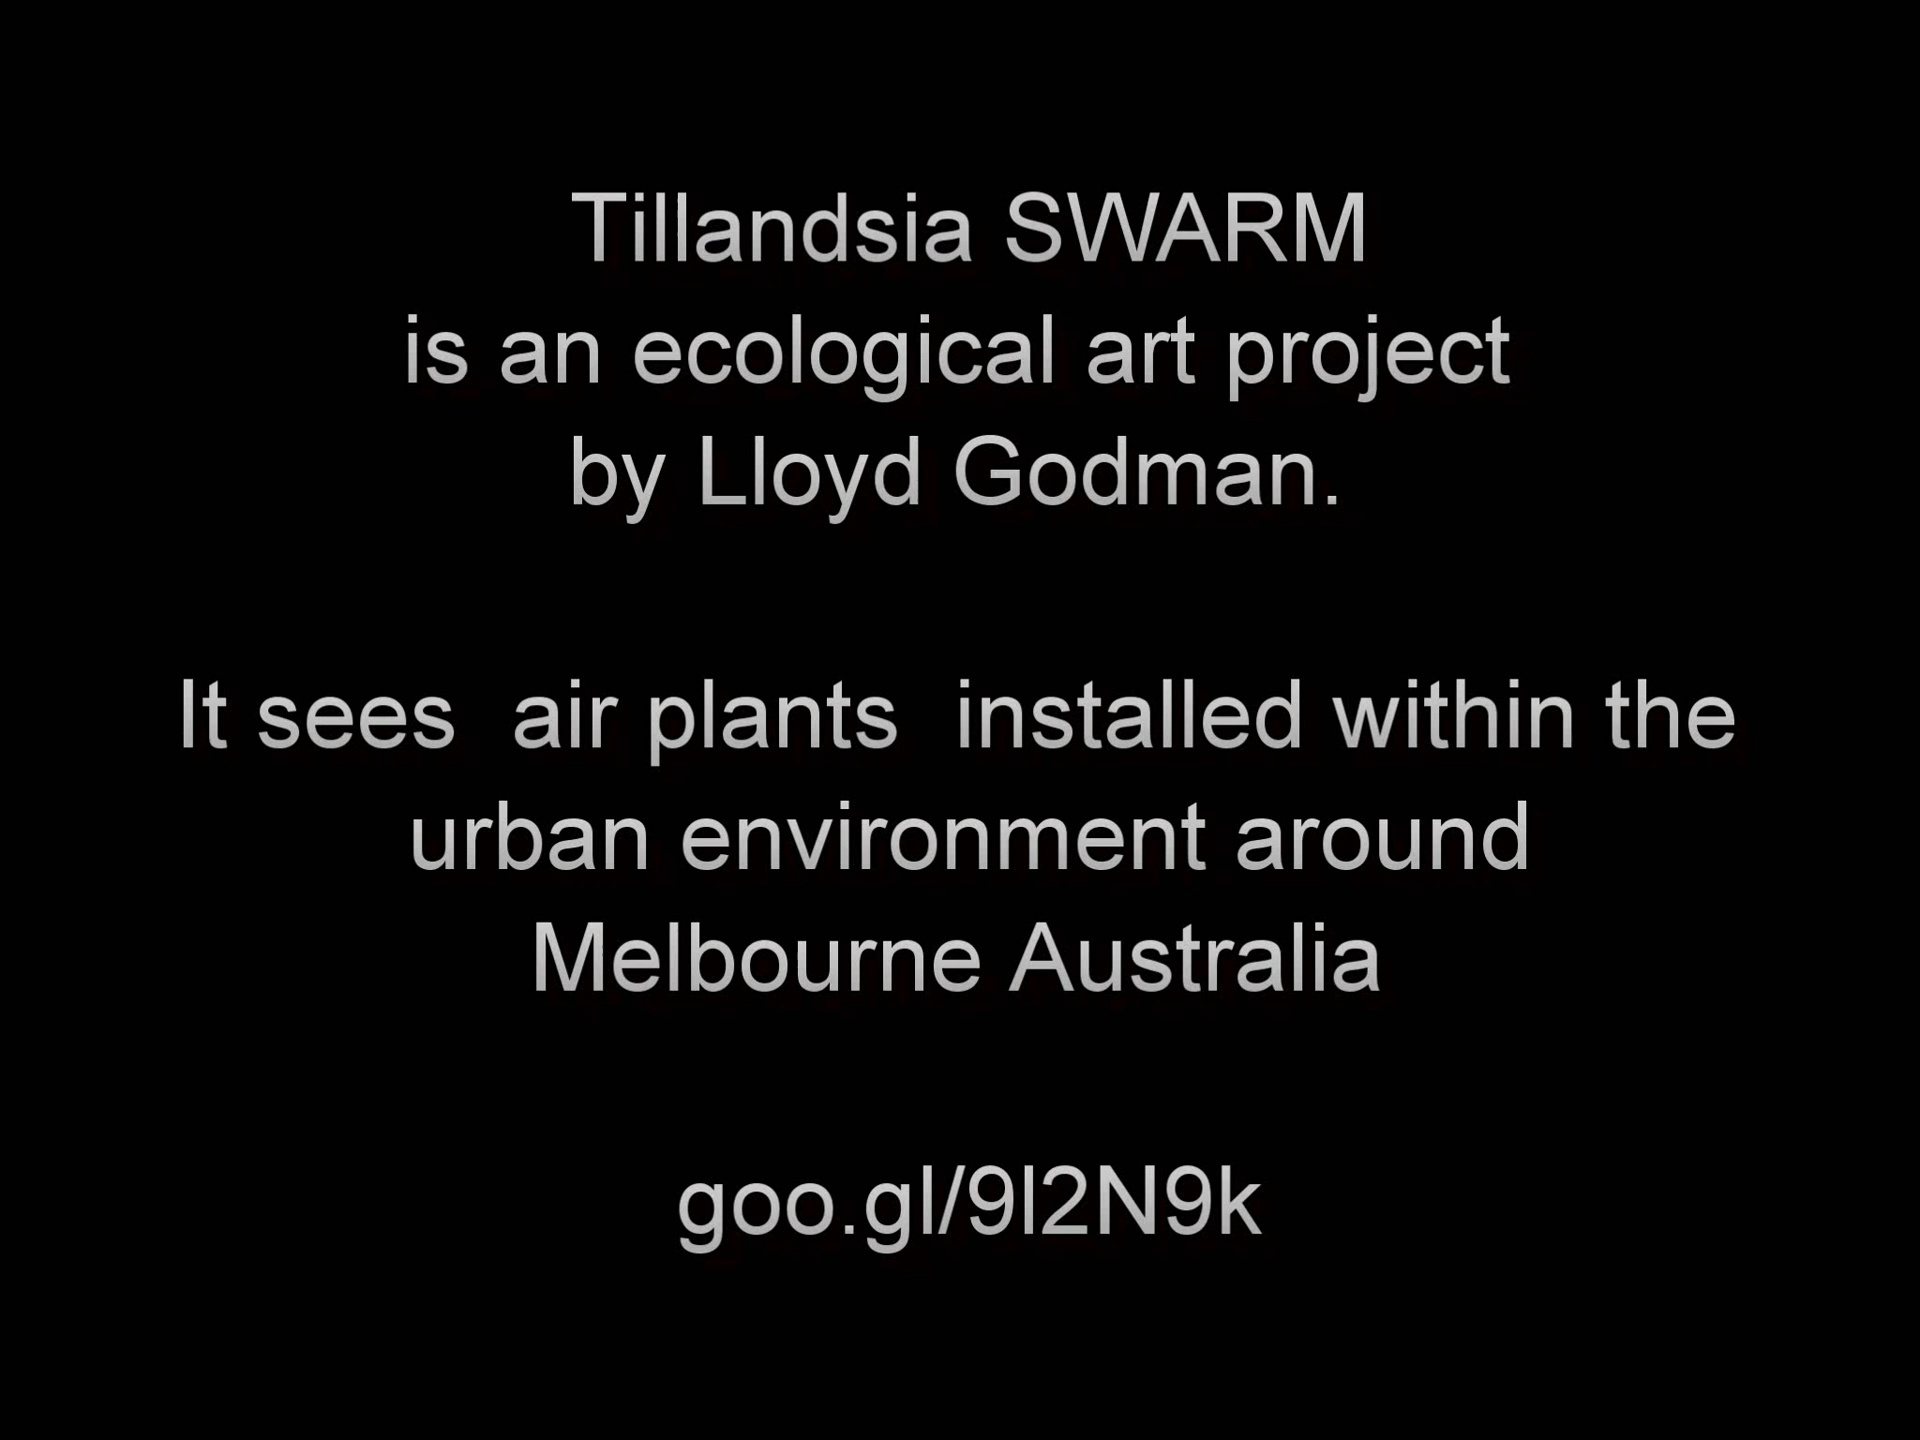 Tillandsia SWARM
is an ecological art project
by Lloyd Godman.
It sees  air plants  installed within the
urban environment around
Melbourne Australia
goo.gl/9l2N9k